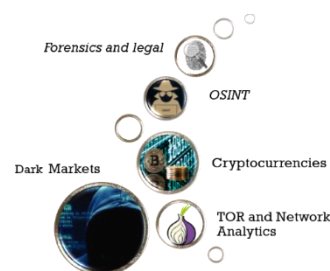 Forensics and legal
OSINT
Cryptocurrencies
Dark Markets
TOR and Network
Analytics